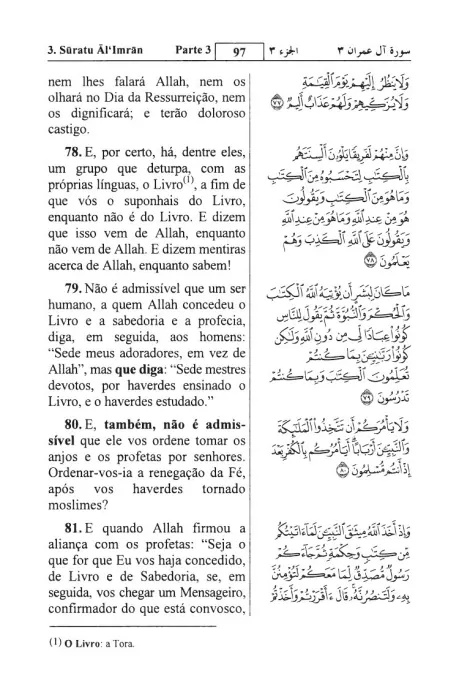 3. Sūratu Āl‘Imrān Parte 3 97 الجزء ٣ سورة آل عمران ٣
nem lhes falará Allah, nem os
olhará no Dia da Ressurreição, nem
os dignificará; e terão doloroso
castigo.
78. E, por certo, há, dentre eles,
um grupo que deturpa, com as
próprias línguas, o Livro(1), a fim de
que vós o suponhais do Livro,
enquanto não é do Livro. E dizem
que isso vem de Allah, enquanto
não vem de Allah. E dizem mentiras
acerca de Allah, enquanto sabem!
79. Não é admissível que um ser
humano, a quem Allah concedeu o
Livro e a sabedoria e a profecia,
diga, em seguida, aos homens:
“Sede meus adoradores, em vez de
Allah”, mas que diga: “Sede mestres
devotos, por haverdes ensinado o
Livro, e o haverdes estudado.”
80. E, também, não é admis-
sível que ele vos ordene tomar os
anjos e os profetas por senhores.
Ordenar-vos-ia a renegação da Fé,
após vos haverdes tornado
moslimes?
81. E quando Allah firmou a
aliança com os profetas: “Seja o
que for que Eu vos haja concedido,
de Livro e de Sabedoria, se, em
seguida, vos chegar um Mensageiro,
confirmador do que está convosco,
وَلَا يَنظُرُ إِلَيْهِمْ يَوْمَ ٱلْقِيَٰمَةِ
وَلَا يُزَكِّيهِمْ وَلَهُمْ عَذَابٌ أَلِيمٌ ٧٧
وَإِنَّ مِنْهُمْ لَفَرِيقًا يَلْوُۥنَ أَلْسِنَتَهُم
بِٱلْكِتَٰبِ لِتَحْسَبُوهُ مِنَ ٱلْكِتَٰبِ
وَمَا هُوَ مِنَ ٱلْكِتَٰبِ وَيَقُولُونَ
هُوَ مِنْ عِندِ ٱللَّهِ وَمَا هُوَ مِنْ عِندِ ٱللَّهِ
وَيَقُولُونَ عَلَى ٱللَّهِ ٱلْكَذِبَ وَهُمْ
يَعْلَمُونَ ٧٨
مَا كَانَ لِبَشَرٍ أَن يُؤْتِيَهُ ٱللَّهُ ٱلْكِتَٰبَ
وَٱلْحُكْمَ وَٱلنُّبُوَّةَ ثُمَّ يَقُولَ لِلنَّاسِ
كُونُوا۟ عِبَادًا لِّى مِن دُونِ ٱللَّهِ وَلَٰكِن
كُونُوا۟ رَبَّٰنِيِّۦنَ بِمَا كُنتُمْ
تُعَلِّمُونَ ٱلْكِتَٰبَ وَبِمَا كُنتُمْ
تَدْرُسُونَ ٧٩
وَلَا يَأْمُرَكُمْ أَن تَتَّخِذُوا۟ ٱلْمَلَٰٓئِكَةَ
وَٱلنَّبِيِّۦنَ أَرْبَابًا أَيَأْمُرُكُم بِٱلْكُفْرِ بَعْدَ
إِذْ أَنتُم مُّسْلِمُونَ ٨٠
وَإِذْ أَخَذَ ٱللَّهُ مِيثَٰقَ ٱلنَّبِيِّۦنَ لَمَآ ءَاتَيْتُكُم
مِّن كِتَٰبٍ وَحِكْمَةٍ ثُمَّ جَآءَكُمْ
رَسُولٌ مُّصَدِّقٌ لِّمَا مَعَكُمْ لَتُؤْمِنُنَّ
بِهِۦ وَلَتَنصُرُنَّهُۥ قَالَ ءَأَقْرَرْتُمْ وَأَخَذْتُمْ
(1) O Livro: a Tora.